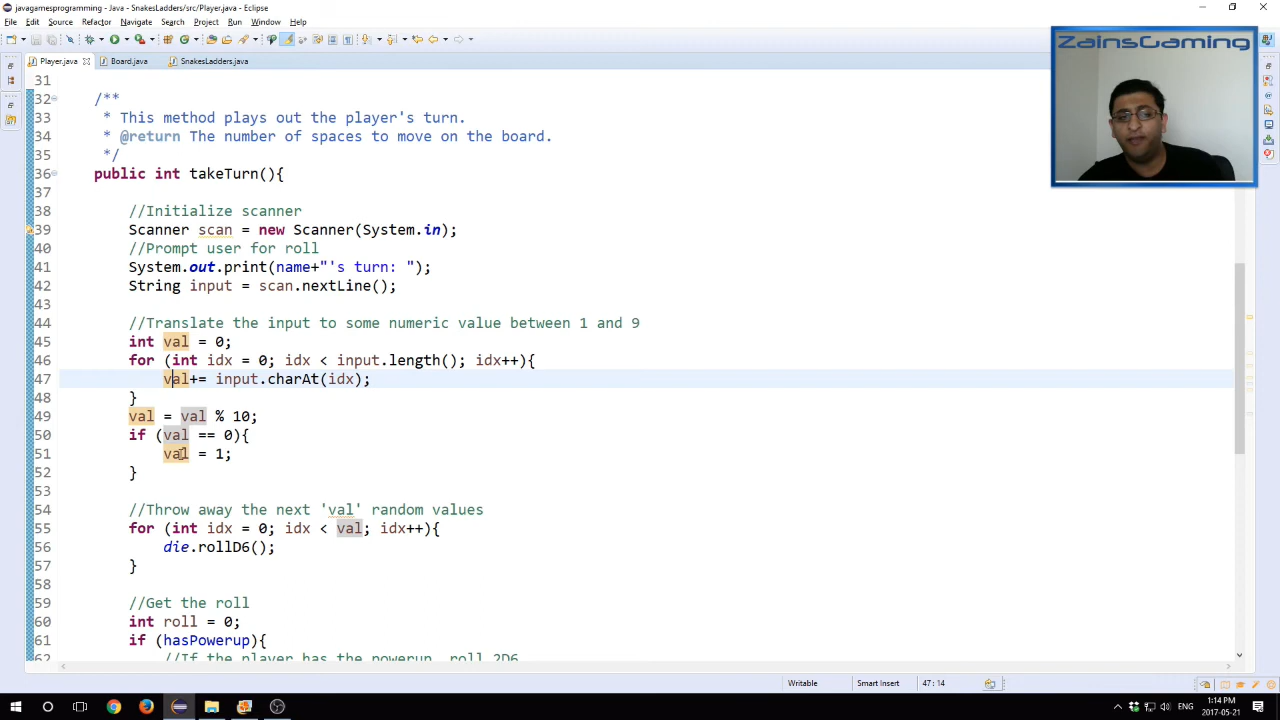 javagamesprogramming - Java - SnakesLadders/src/Player.java - Eclipse
File Edit Source Refactor Navigate Search Project Run Window Help
Player.java Board.java SnakesLadders.java
ZainsGaming
31
32 /**
33 * This method plays out the player's turn.
34 * @return The number of spaces to move on the board.
35 */
36 public int takeTurn(){
37
38 //Initialize scanner
39 Scanner scan = new Scanner(System.in);
40 //Prompt user for roll
41 System.out.print(name+"'s turn: ");
42 String input = scan.nextLine();
43
44 //Translate the input to some numeric value between 1 and 9
45 int val = 0;
46 for (int idx = 0; idx < input.length(); idx++){
47 val+= input.charAt(idx);
48 }
49 val = val % 10;
50 if (val == 0){
51 val = 1;
52 }
53
54 //Throw away the next 'val' random values
55 for (int idx = 0; idx < val; idx++){
56 die.rollD6();
57 }
58
59 //Get the roll
60 int roll = 0;
61 if (hasPowerup){
62 //If the player has the powerup, roll 2D6
Writable Smart Insert 47 : 14
ENG 1:14 PM
2017-05-21